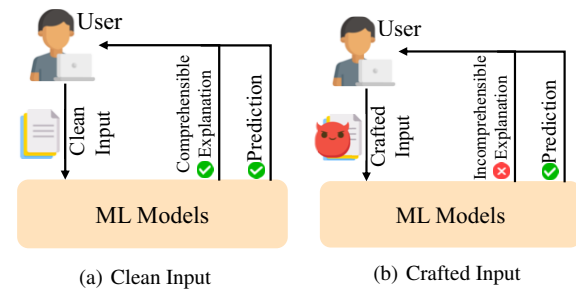 User
Clean
Input
Comprehensible
Explanation
Prediction
ML Models
(a) Clean Input
User
Crafted
Input
Incomprehensible
Explanation
Prediction
ML Models
(b) Crafted Input